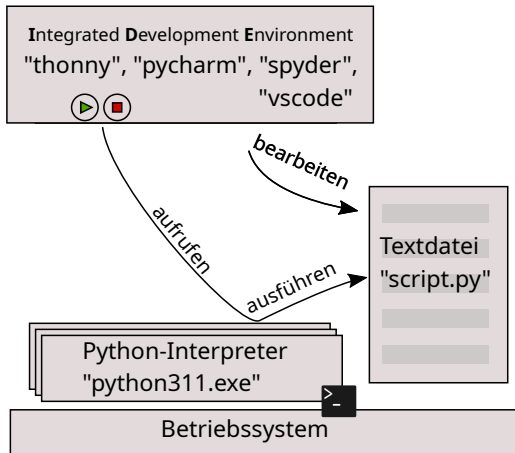 Integrated Development Environment
"thonny", "pycharm", "spyder",
"vscode"
bearbeiten
aufrufen
Textdatei
"script.py"
ausführen
Python-Interpreter
"python311.exe"
>_
Betriebssystem